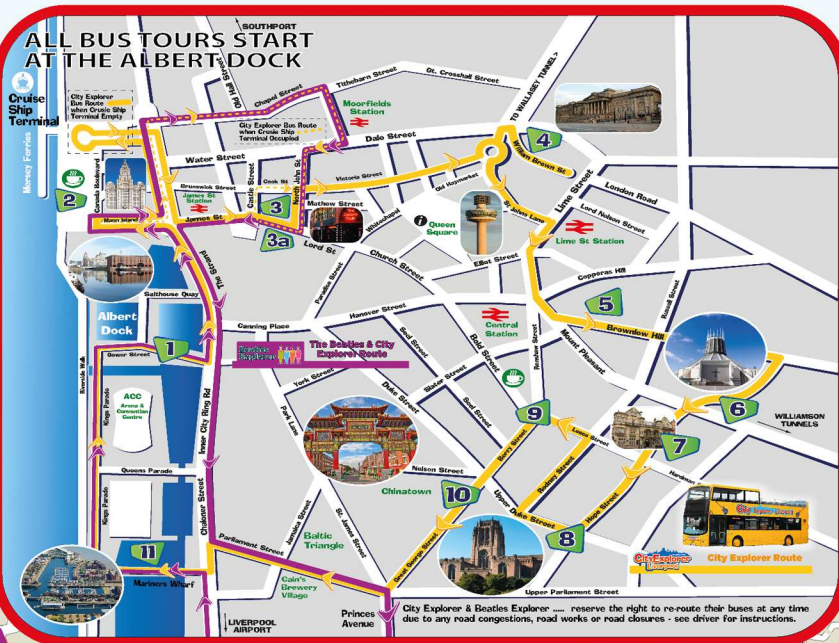 ALL BUS TOURS START
AT THE ALBERT DOCK
SOUTHPORT
Cruise
Ship
Terminal
Mersey Ferries
City Explorer
Bus Route
when Crusie Ship
Terminal Empty
Old Hall Street
Chapel Street
Tithebarn Street
Gt. Crosshall Street
TO WALLASEY TUNNEL>
Moorfields
Station
City Explorer Bus Route
when Crusie Ship
Terminal Occupied
Dale Street
4
William Brown St
Water Street
Castle Street
Cook St
North John St
Victoria Street
Old Haymarket
Lime Street
London Road
Lord Nelson Street
2
Canada Boulevard
Brunswick Street
James St
Station
3
Mathew Street
Whitechapel
i
Queen
Square
St Johns Lane
Lime St Station
Mann Island
James St
3a
Lord St
Church Street
Elliot Street
Copperas Hill
The Strand
Paradise Street
Salthouse Quay
Hanover Street
5
Russell Street
Albert
Dock
Canning Place
Central
Station
Renshaw Street
Mount Pleasant
Brownlow Hill
Bold Street
1
Gower Street
Beatles
Explorer
The Beatles & City
Explorer Route
York Street
Duke Street
Slater Street
Seel Street
Seel Street
Riverside Walk
Kings Parade
ACC
Arena &
Convention
Centre
Inner City Ring Rd
Park Lane
9
Leece Street
6
WILLIAMSON
TUNNELS
7
Berry Street
Queens Parade
Nelson Street
Rodney Street
Hope Street
Chinatown
10
Upper Duke Street
Kings Parade
Chaloner Street
Jamaica Street
St. James Street
Great George Street
8
City Explorer
Liverpool
City Explorer Route
11
Parliament Street
Baltic
Triangle
Mariners Wharf
Cain's
Brewery
Village
Upper Parliament Street
LIVERPOOL
AIRPORT
Princes
Avenue
City Explorer & Beatles Explorer ..... reserve the right to re-route their buses at any time
due to any road congestions, road works or road closures - see driver for instructions.